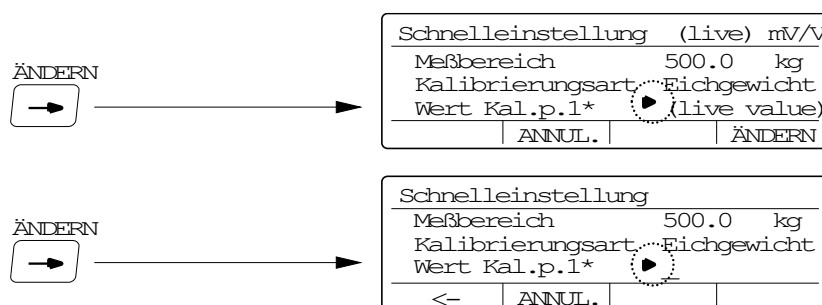 ÄNDERN
Schnelleinstellung (live) mV/V
Meßbereich 500.0 kg
Kalibrierungsart Eichgewicht
Wert Kal.p.1* (live value)
ANNUL. ÄNDERN
ÄNDERN
Schnelleinstellung
Meßbereich 500.0 kg
Kalibrierungsart Eichgewicht
Wert Kal.p.1* _
<- ANNUL.